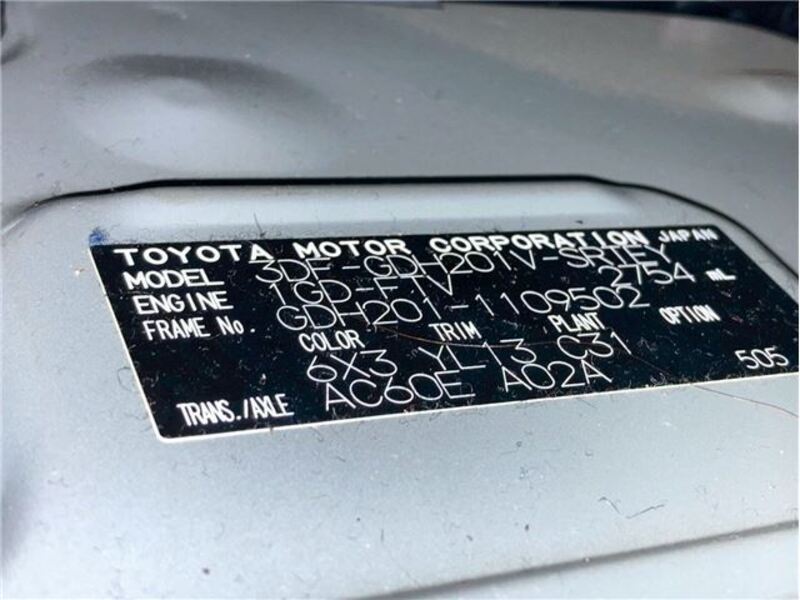 TOYOTA MOTOR CORPORATION JAPAN
MODEL 3DF-GDH201V-SRTEY
ENGINE 1GD-FTV 2754 mL
FRAME No. GDH201-1109502
COLOR TRIM PLANT OPTION
6X3 YL13 C31
TRANS./AXLE AC60E A02A 505